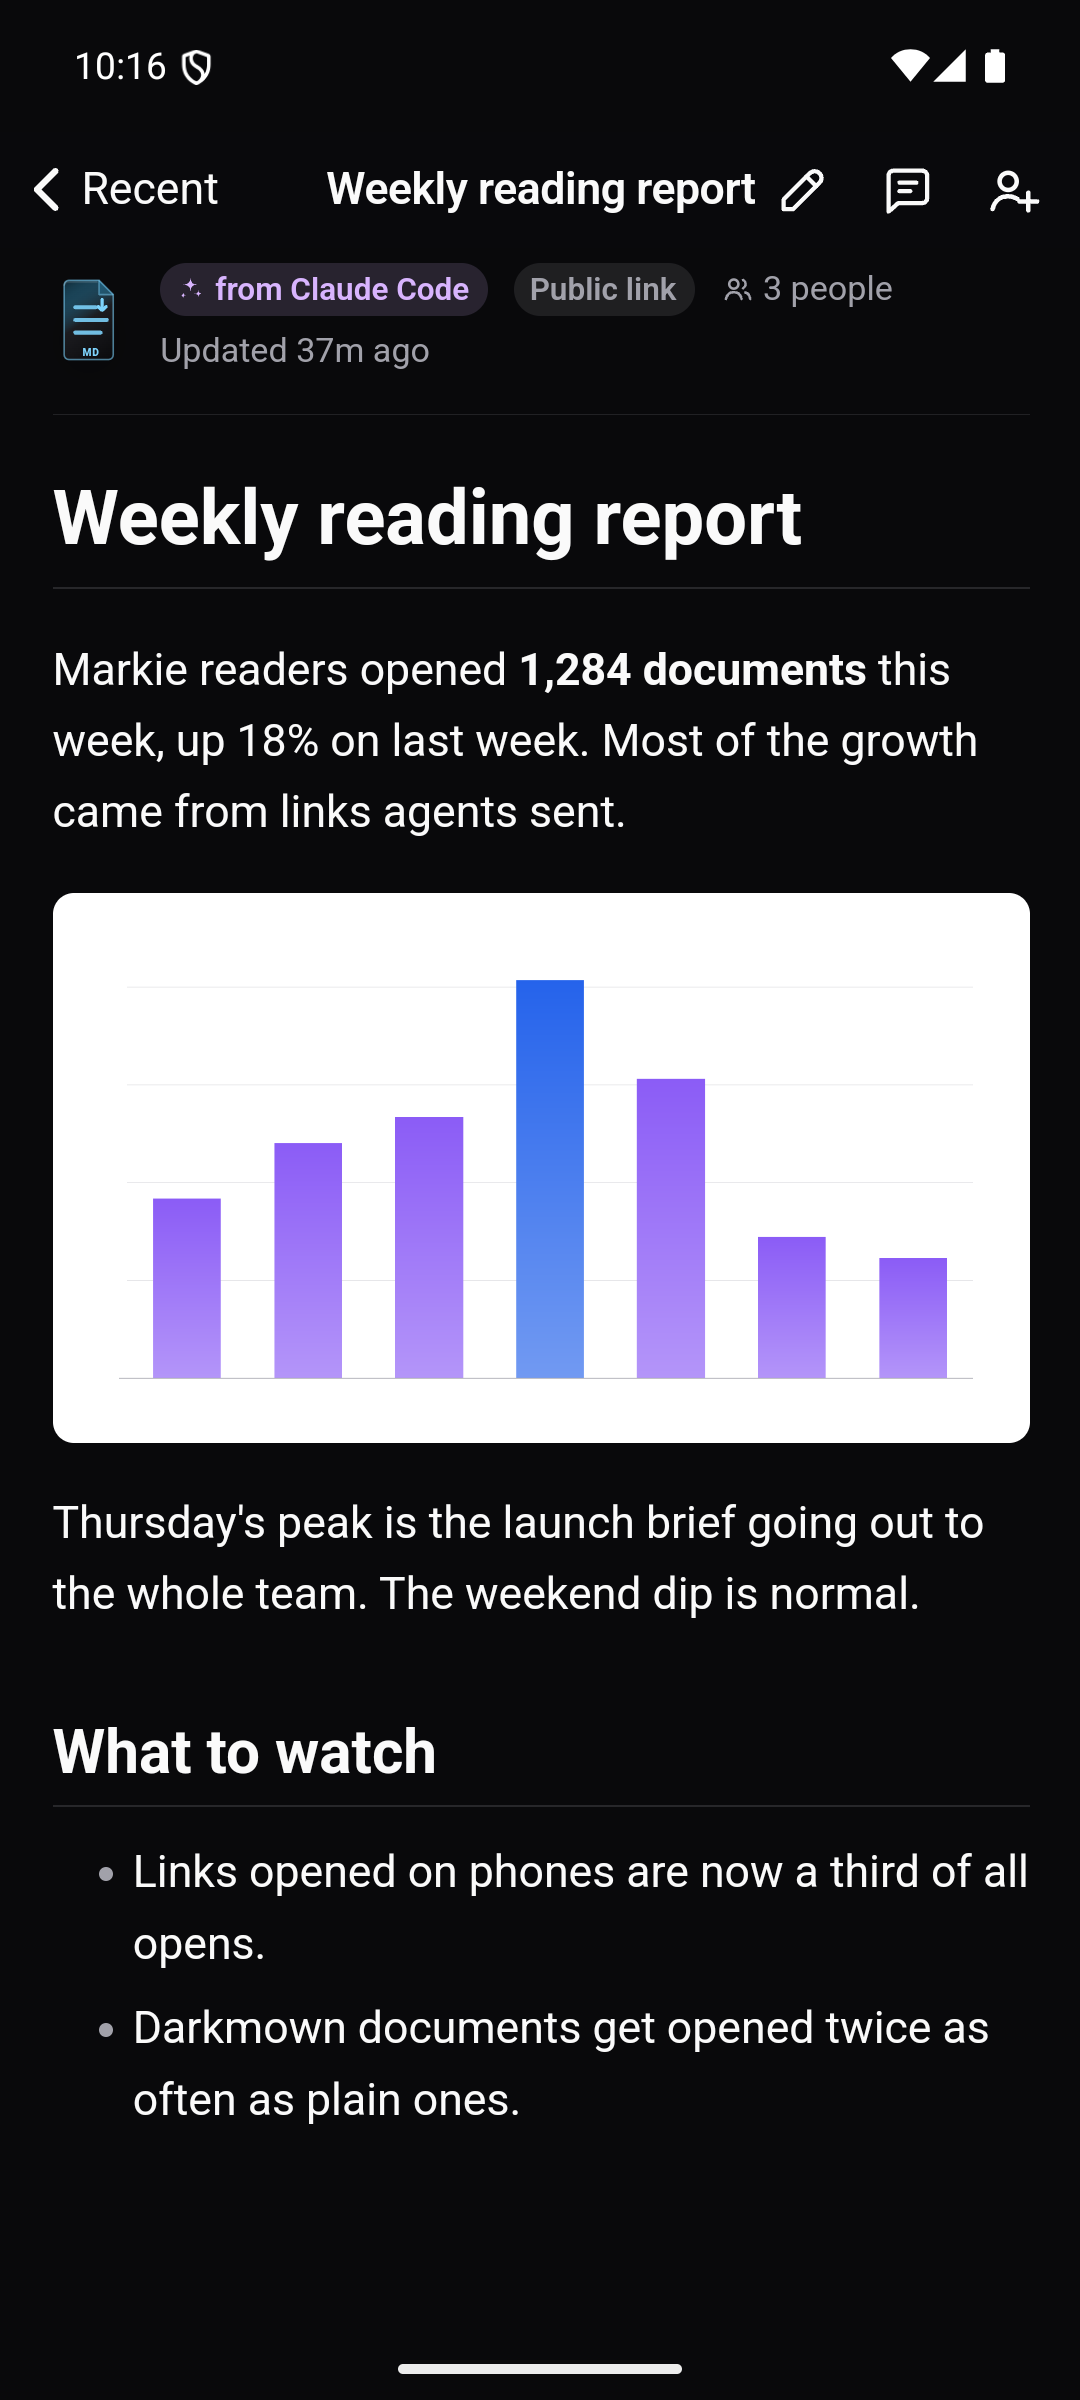 10:16
Recent
Weekly reading report
from Claude Code
Public link
3 people
MD
Updated 37m ago
Weekly reading report
Markie readers opened 1,284 documents this
week, up 18% on last week. Most of the growth
came from links agents sent.
Thursday's peak is the launch brief going out to
the whole team. The weekend dip is normal.
What to watch
Links opened on phones are now a third of all
opens.
Darkmown documents get opened twice as
often as plain ones.